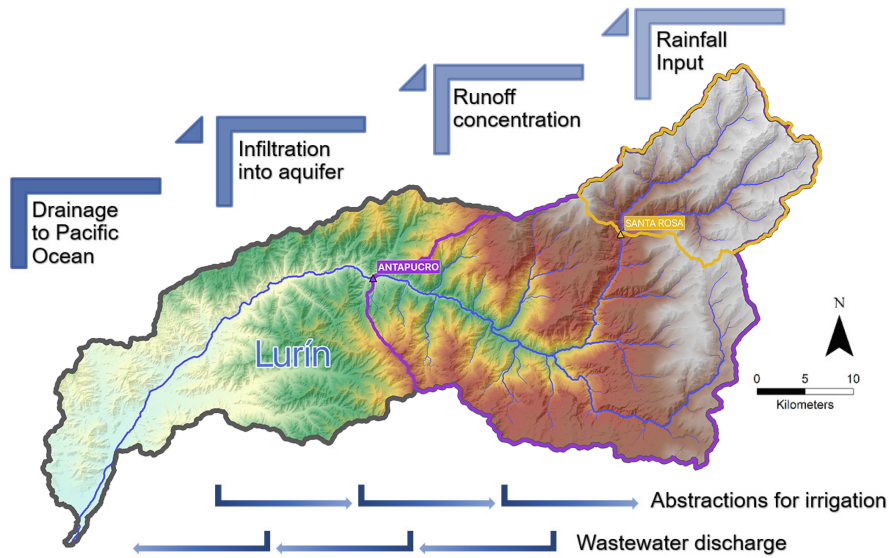 Rainfall
Input
Runoff
concentration
Infiltration
into aquifer
Drainage
to Pacific
Ocean
SANTA ROSA
ANTAPUCRO
Lurín
N
0 5 10
Kilometers
Abstractions for irrigation
Wastewater discharge